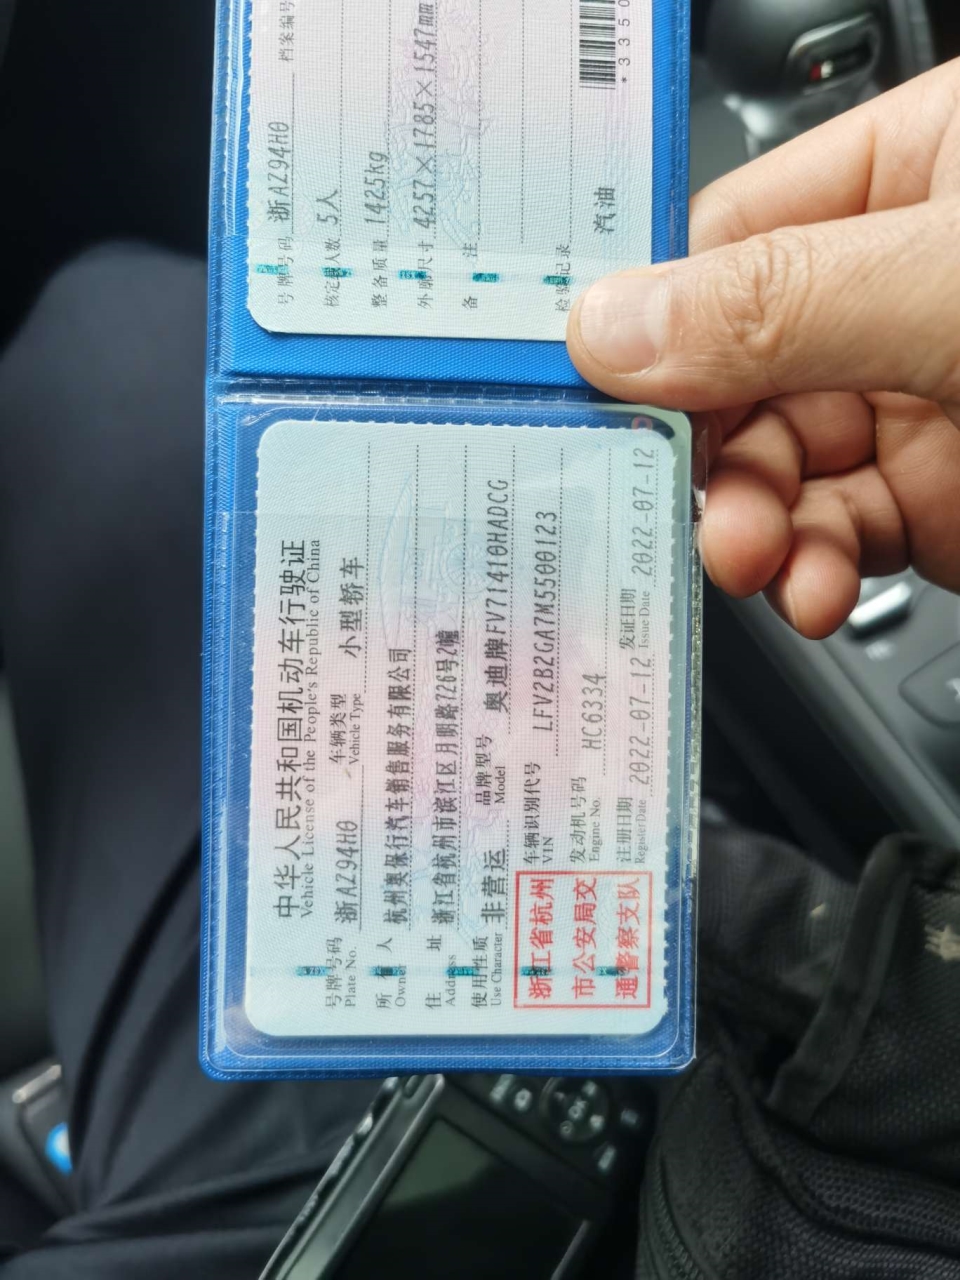 中华人民共和国机动车行驶证
Vehicle License of the People's Republic of China
号牌号码 浙AZ94H0 车辆类型 小型轿车
Plate No. Vehicle Type
所有人 杭州奥保行汽车销售服务有限公司
Owner
住址 浙江省杭州市滨江区月明路726号2幢
Address
使用性质 非营运 品牌型号 奥迪牌FV71410HADCG
Use Character Model
浙江省杭州
市公安局交
通警察支队
车辆识别代号 LFV2B2GA7M5500123
VIN
发动机号码 HC6334
Engine No.
注册日期 2022-07-12 发证日期 2022-07-12
Register Date Issue Date
号牌号码 浙AZ94H0 档案编号
核定载人数 5人
整备质量 1425kg
外廓尺寸 4257×1785×1547mm
备注
检验记录
汽油
*3350